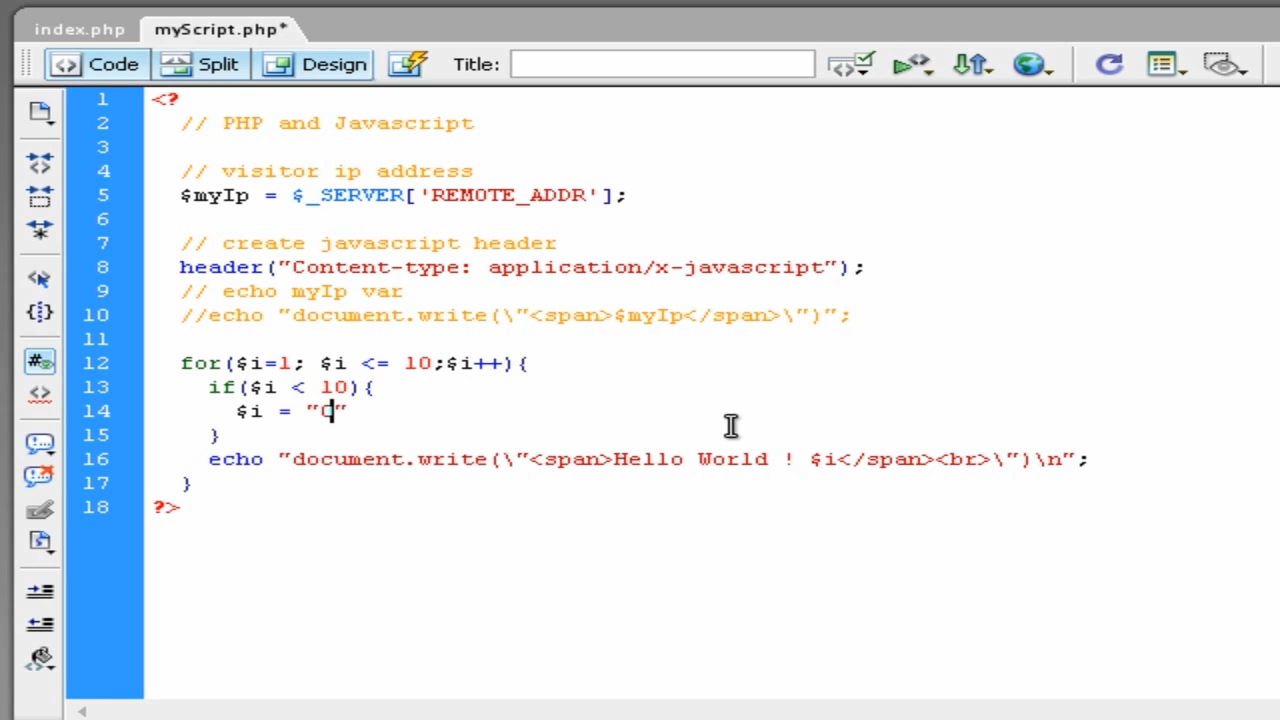 index.php myScript.php*
Code Split Design Title:
1 <?
2 // PHP and Javascript
3
4 // visitor ip address
5 $myIp = $_SERVER['REMOTE_ADDR'];
6
7 // create javascript header
8 header("Content-type: application/x-javascript");
9 // echo myIp var
10 //echo "document.write(\"<span>$myIp</span>\")";
11
12 for($i=1; $i <= 10;$i++){
13 if($i < 10){
14 $i = "0"
15 }
16 echo "document.write(\"<span>Hello World ! $i</span><br>\")\n";
17 }
18 ?>